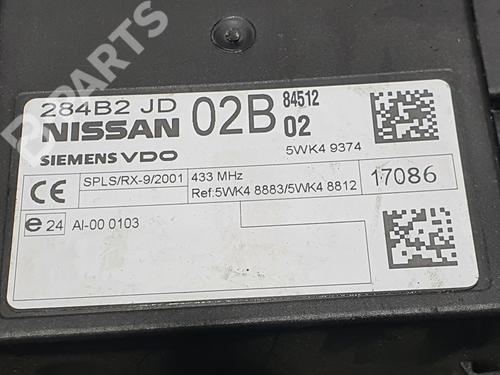 B PARTS
284B2 JD 02B 84512
NISSAN 02
SIEMENS VDO 5WK4 9374
CE SPLS/RX-9/2001 433 MHz 17086
Ref:5WK4 8883/5WK4 8812
e 24 AI-00 0103